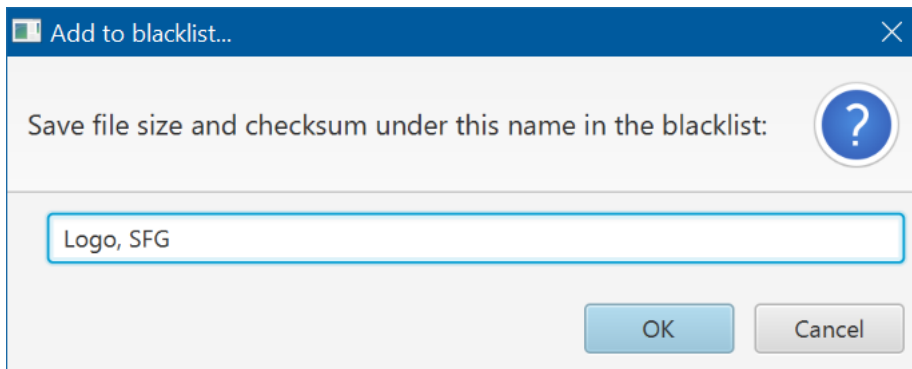 Add to blacklist...
Save file size and checksum under this name in the blacklist:
?
Logo, SFG
OK Cancel